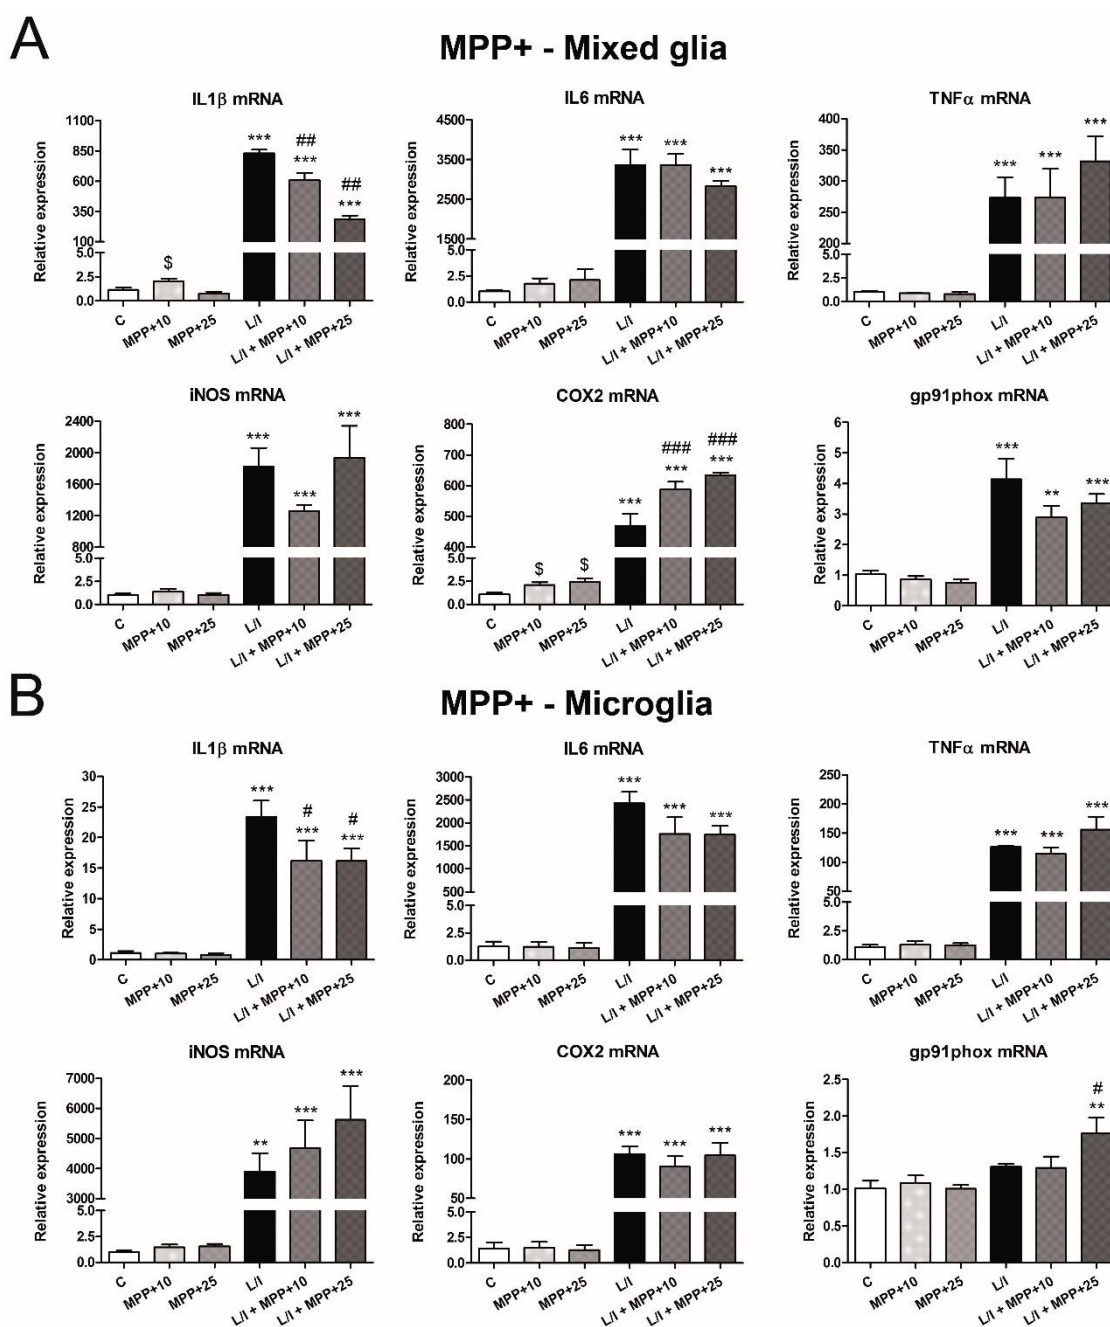 A
MPP+ - Mixed glia
IL1β mRNA
Relative expression
1100
850
600
350
100
5.0
2.5
0.0
$
***
##
***
##
***
C
MPP+10
MPP+25
L/I
L/I + MPP+10
L/I + MPP+25
IL6 mRNA
Relative expression
4500
3500
2500
1500
5.0
2.5
0.0
***
***
***
C
MPP+10
MPP+25
L/I
L/I + MPP+10
L/I + MPP+25
TNFα mRNA
Relative expression
400
350
300
250
200
5.0
2.5
0.0
***
***
***
C
MPP+10
MPP+25
L/I
L/I + MPP+10
L/I + MPP+25
iNOS mRNA
Relative expression
2400
2000
1600
1200
800
5.0
2.5
0.0
***
***
***
C
MPP+10
MPP+25
L/I
L/I + MPP+10
L/I + MPP+25
COX2 mRNA
Relative expression
800
700
600
500
400
5.0
2.5
0.0
$
$
***
###
***
###
***
C
MPP+10
MPP+25
L/I
L/I + MPP+10
L/I + MPP+25
gp91phox mRNA
Relative expression
6
5
4
3
2
1
0
***
**
***
C
MPP+10
MPP+25
L/I
L/I + MPP+10
L/I + MPP+25
B
MPP+ - Microglia
IL1β mRNA
Relative expression
30
25
20
15
10
5
0
***
#
***
#
***
C
MPP+10
MPP+25
L/I
L/I + MPP+10
L/I + MPP+25
IL6 mRNA
Relative expression
3000
2500
2000
1500
1000
500
5.0
2.5
0.0
***
***
***
C
MPP+10
MPP+25
L/I
L/I + MPP+10
L/I + MPP+25
TNFα mRNA
Relative expression
250
200
150
100
50
5.0
2.5
0.0
***
***
***
C
MPP+10
MPP+25
L/I
L/I + MPP+10
L/I + MPP+25
iNOS mRNA
Relative expression
7000
6000
5000
4000
3000
5.0
2.5
0.0
**
***
***
C
MPP+10
MPP+25
L/I
L/I + MPP+10
L/I + MPP+25
COX2 mRNA
Relative expression
200
150
100
50
5.0
2.5
0.0
***
***
***
C
MPP+10
MPP+25
L/I
L/I + MPP+10
L/I + MPP+25
gp91phox mRNA
Relative expression
2.5
2.0
1.5
1.0
0.5
0.0
#
**
C
MPP+10
MPP+25
L/I
L/I + MPP+10
L/I + MPP+25